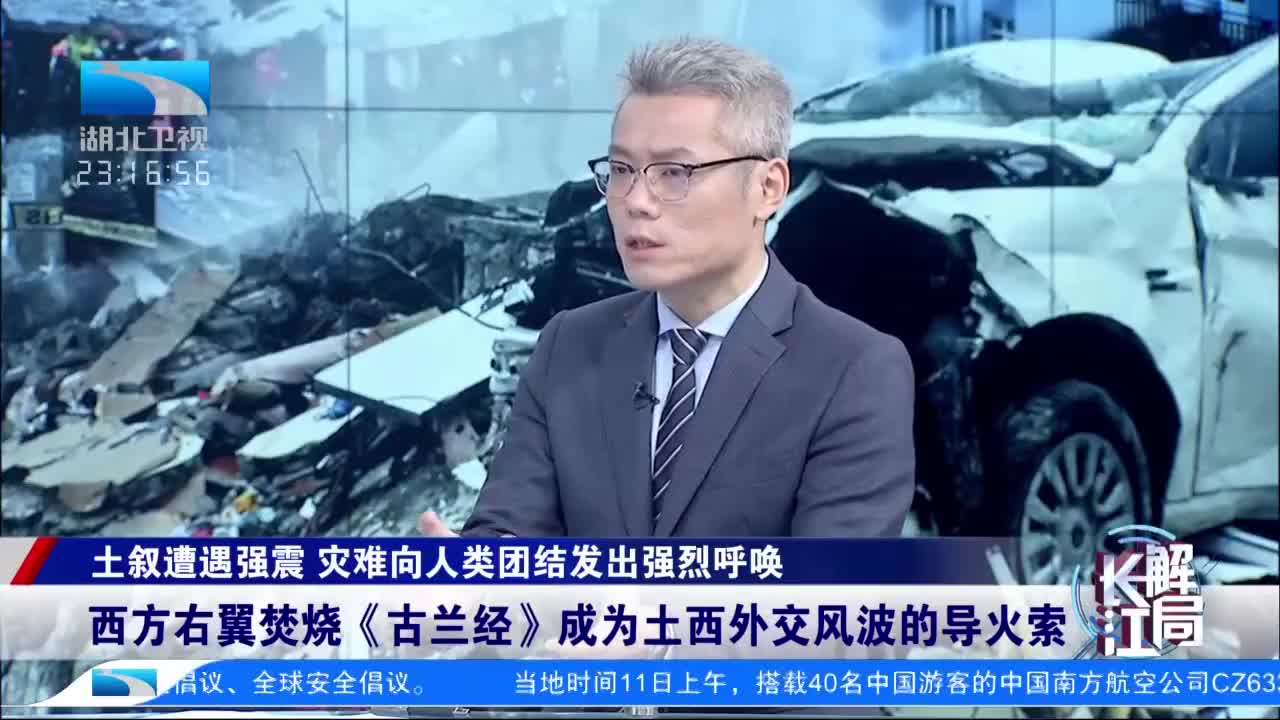 湖北卫视
23:16:56
土叙遭遇强震 灾难向人类团结发出强烈呼唤
西方右翼焚烧《古兰经》成为土西外交风波的导火索
长江解局
倡议、全球安全倡议。 当地时间11日上午，搭载40名中国游客的中国南方航空公司CZ63